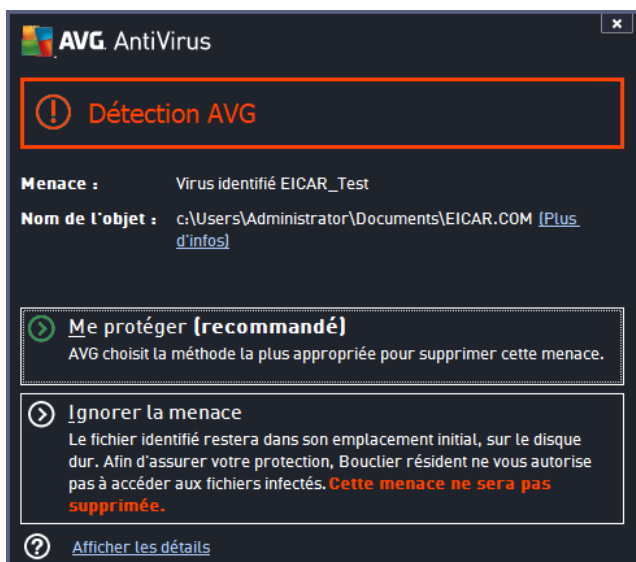 AVG. AntiVirus
x
Détection AVG
Menace : Virus identifié EICAR_Test
Nom de l'objet : c:\Users\Administrator\Documents\EICAR.COM (Plus
d'infos)
Me protéger (recommandé)
AVG choisit la méthode la plus appropriée pour supprimer cette menace.
Ignorer la menace
Le fichier identifié restera dans son emplacement initial, sur le disque
dur. Afin d'assurer votre protection, Bouclier résident ne vous autorise
pas à accéder aux fichiers infectés. Cette menace ne sera pas
supprimée.
Afficher les détails